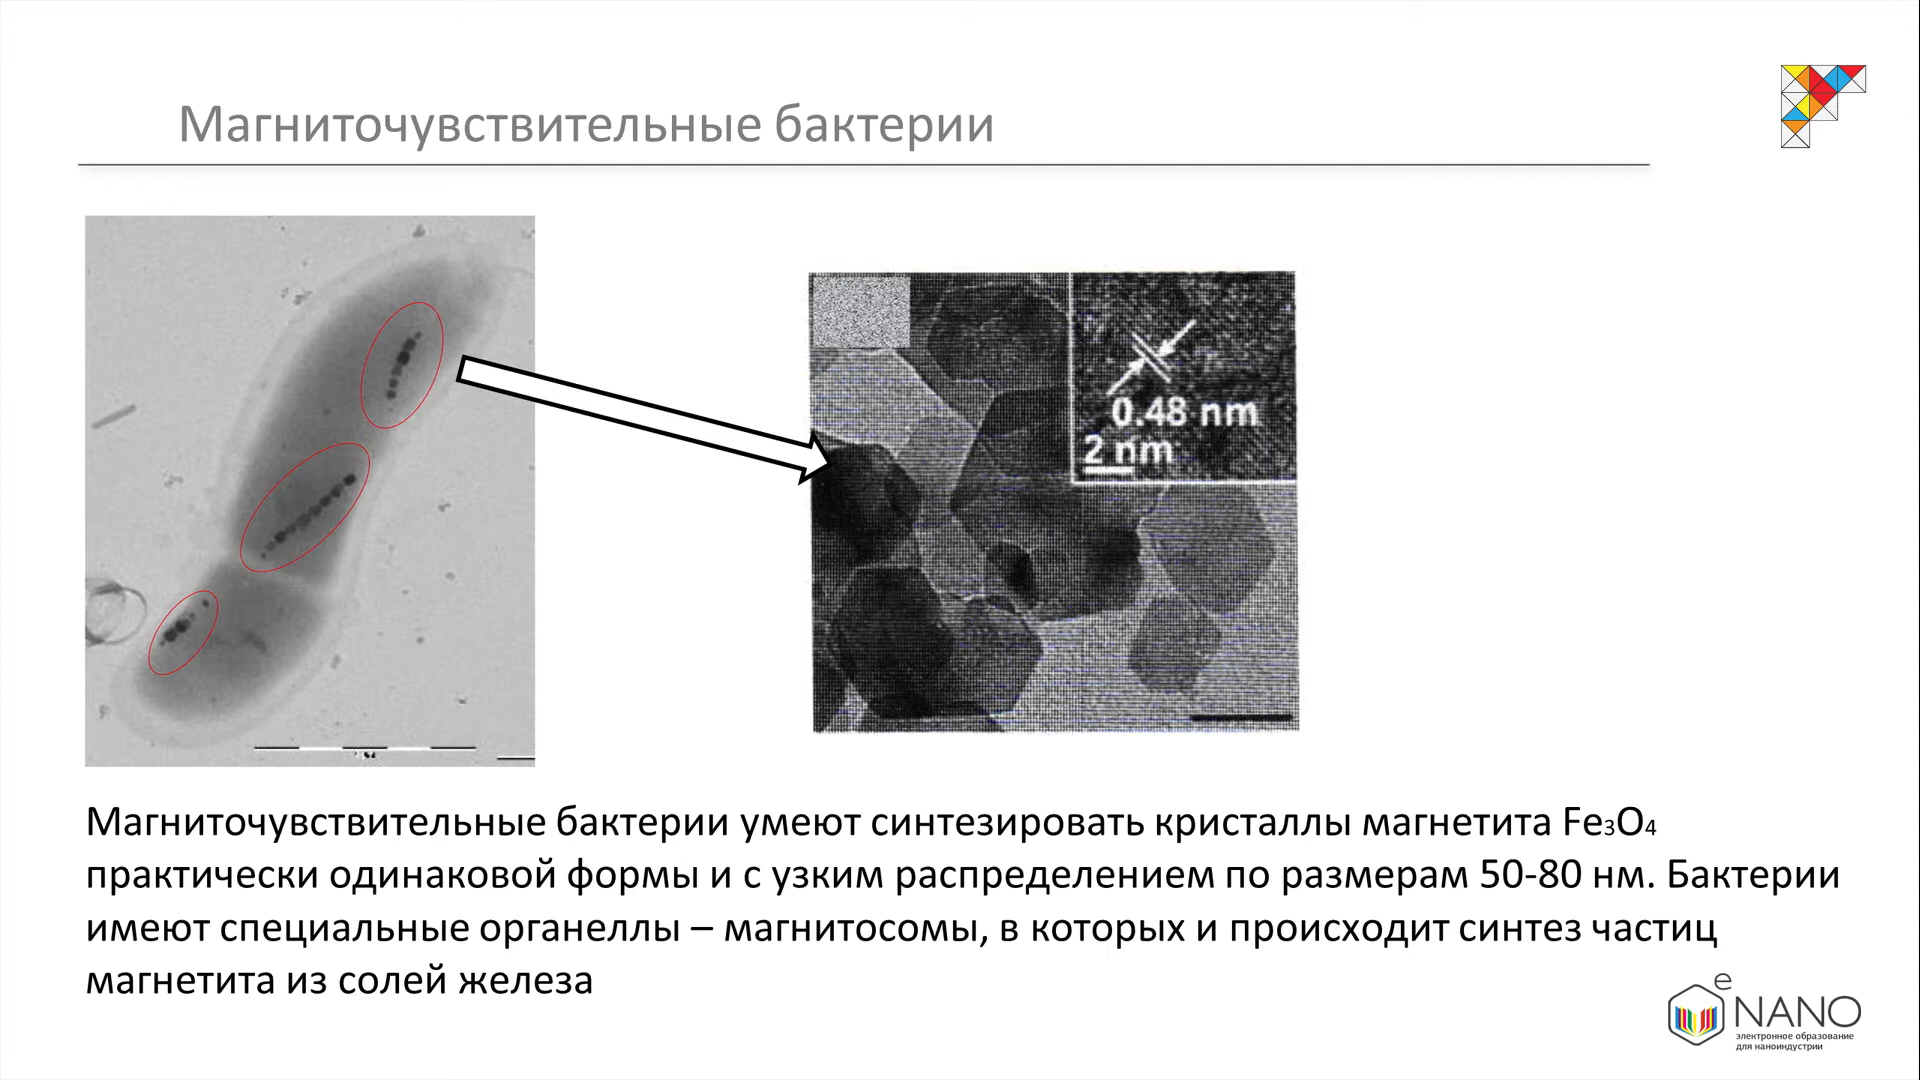 Магниточувствительные бактерии
0.48 nm
2 nm
Магниточувствительные бактерии умеют синтезировать кристаллы магнетита Fe₃O₄
практически одинаковой формы и с узким распределением по размерам 50-80 нм. Бактерии
имеют специальные органеллы – магнитосомы, в которых и происходит синтез частиц
магнетита из солей железа
e
NANO
электронное образование
для наноиндустрии